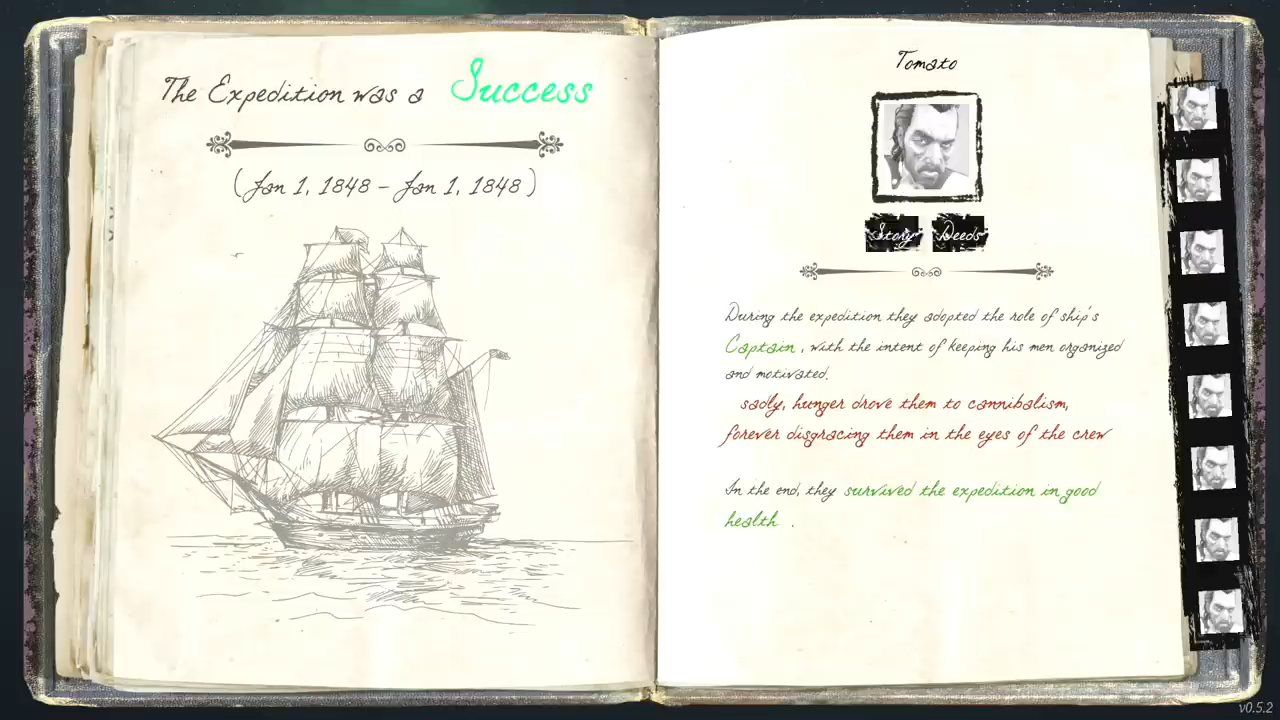 The Expedition was a Success
(Jan 1, 1848 - Jan 1, 1848)
Tomato
Story Deeds
During the expedition they adopted the role of ship's
Captain , with the intent of keeping his men organized
and motivated.
sadly, hunger drove them to cannibalism,
forever disgracing them in the eyes of the crew
In the end, they survived the expedition in good
health .
v0.5.2